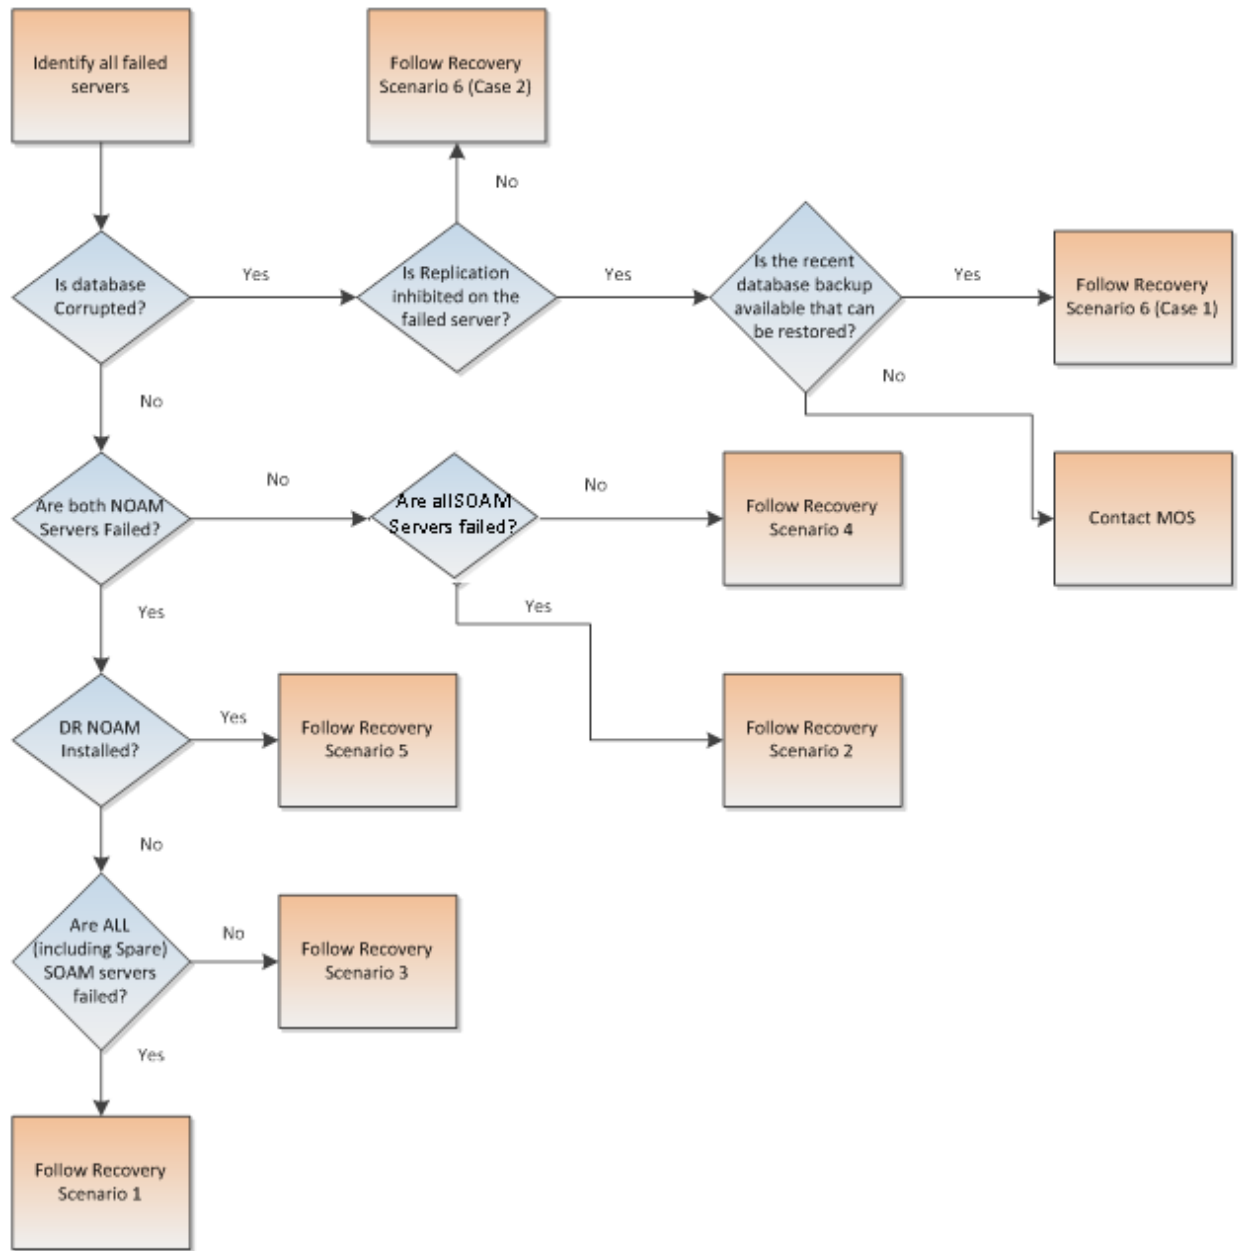 Identify all failed
servers
Follow Recovery
Scenario 6 (Case 2)
No
Is database
Corrupted?
Yes
Is Replication
inhibited on the
failed server?
Yes
Is the recent
database backup
available that can
be restored?
Yes
Follow Recovery
Scenario 6 (Case 1)
No
No
Are both NOAM
Servers Failed?
No
Are all SOAM
Servers failed?
No
Follow Recovery
Scenario 4
Contact MOS
Yes
Yes
DR NOAM
Installed?
Yes
Follow Recovery
Scenario 5
Follow Recovery
Scenario 2
No
Are ALL
(including Spare)
SOAM servers
failed?
No
Follow Recovery
Scenario 3
Yes
Follow Recovery
Scenario 1